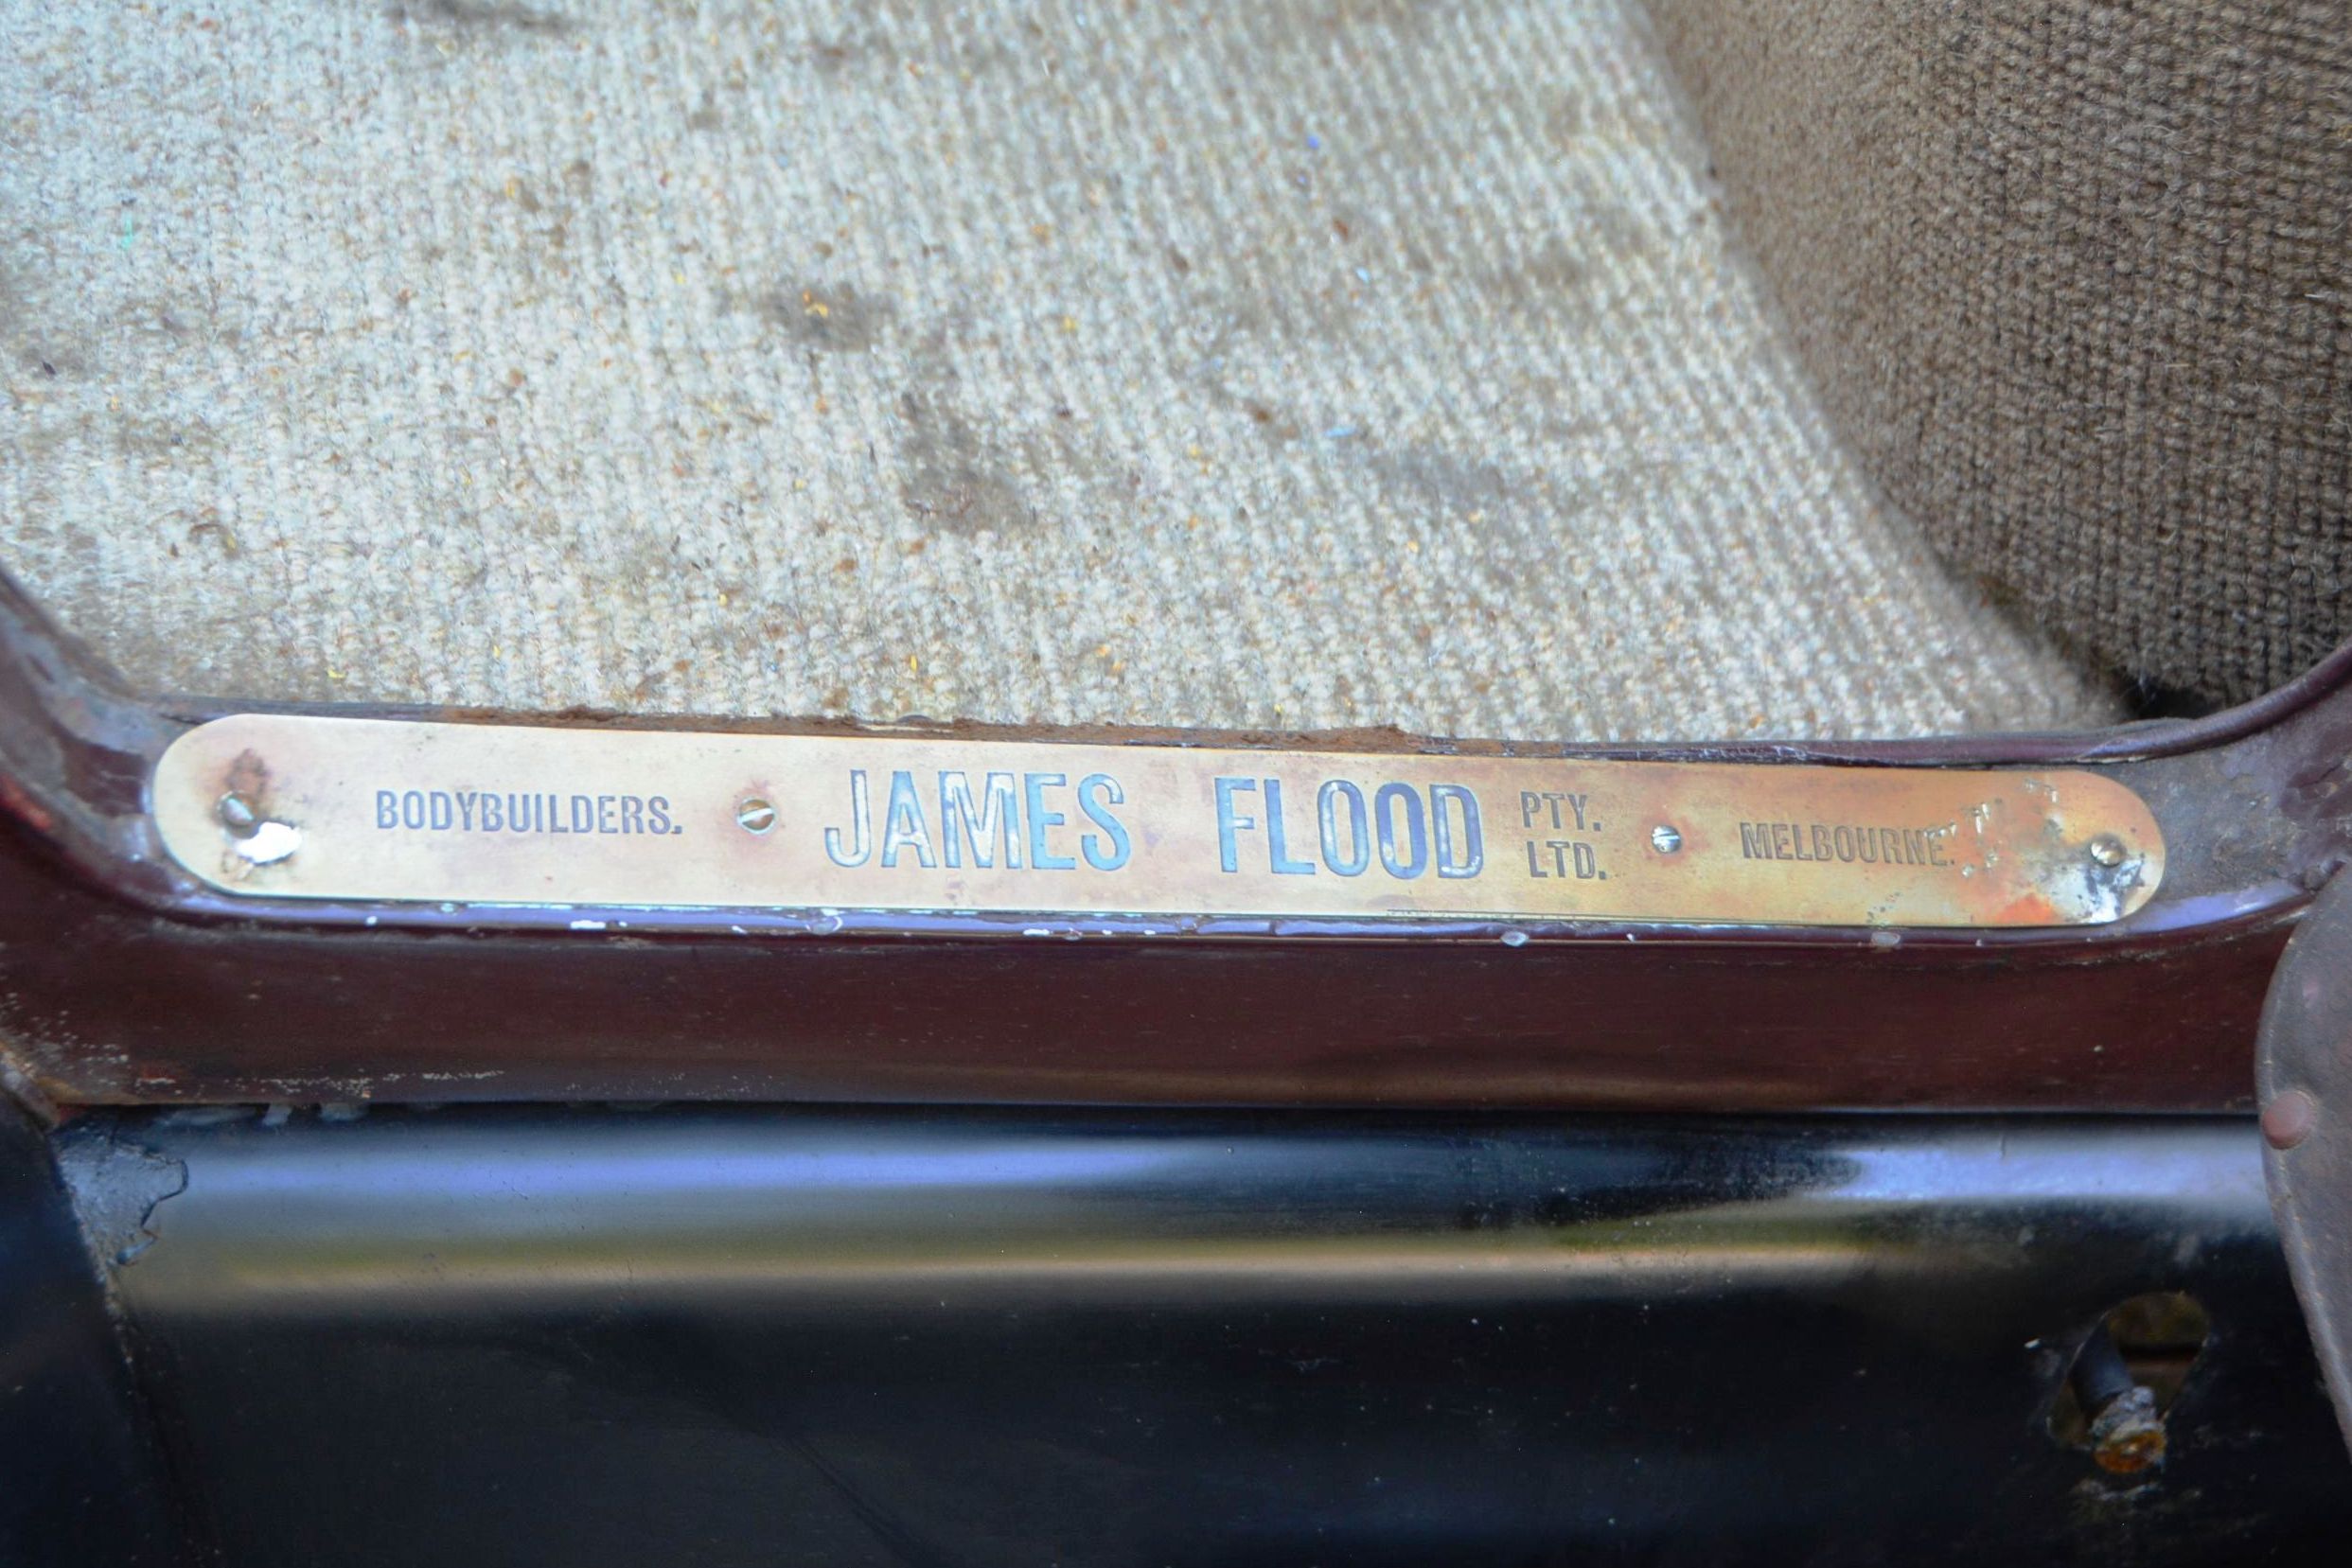 BODYBUILDERS. JAMES FLOOD PTY. LTD. MELBOURNE.